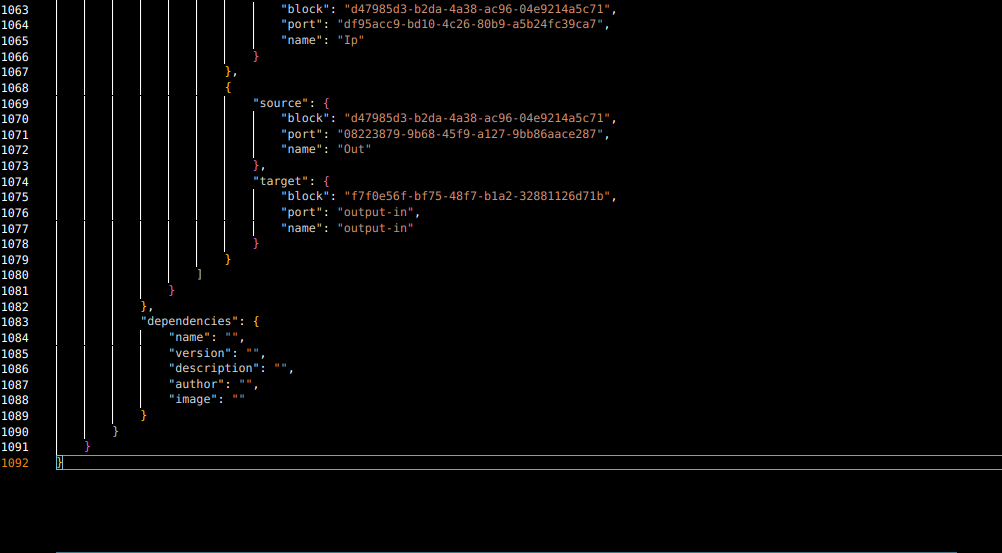 1063 "block": "d47985d3-b2da-4a38-ac96-04e9214a5c71",
1064 "port": "df95acc9-bd10-4c26-80b9-a5b24fc39ca7",
1065 "name": "Ip"
1066 }
1067 },
1068 {
1069 "source": {
1070 "block": "d47985d3-b2da-4a38-ac96-04e9214a5c71",
1071 "port": "08223879-9b68-45f9-a127-9bb86aace287",
1072 "name": "Out"
1073 },
1074 "target": {
1075 "block": "f7f0e56f-bf75-48f7-b1a2-32881126d71b",
1076 "port": "output-in",
1077 "name": "output-in"
1078 }
1079 }
1080 ]
1081 }
1082 },
1083 "dependencies": {
1084 "name": "",
1085 "version": "",
1086 "description": "",
1087 "author": "",
1088 "image": ""
1089 }
1090 }
1091 }
1092 }